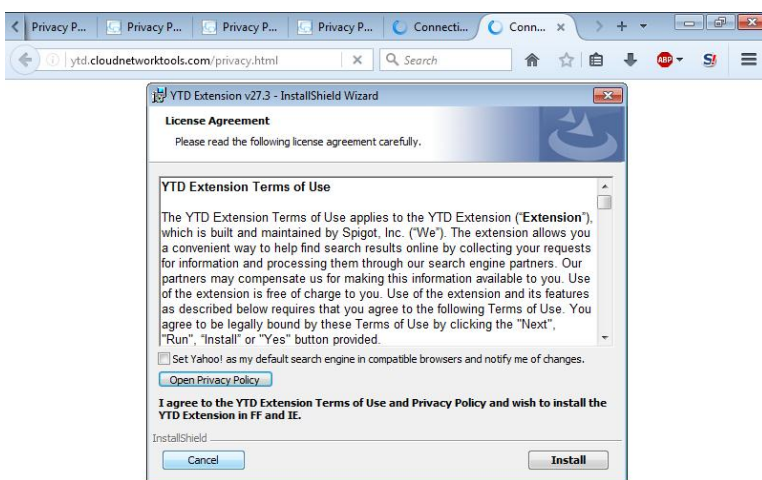 Privacy P...
Privacy P...
Privacy P...
Privacy P...
Connecti...
Conn...
ytd.cloudnetworktools.com/privacy.html
Search
ABP
S!
YTD Extension v27.3 - InstallShield Wizard
License Agreement
Please read the following license agreement carefully.
YTD Extension Terms of Use
The YTD Extension Terms of Use applies to the YTD Extension (“Extension”),
which is built and maintained by Spigot, Inc. (“We”). The extension allows you
a convenient way to help find search results online by collecting your requests
for information and processing them through our search engine partners. Our
partners may compensate us for making this information available to you. Use
of the extension is free of charge to you. Use of the extension and its features
as described below requires that you agree to the following Terms of Use. You
agree to be legally bound by these Terms of Use by clicking the "Next",
"Run", “Install” or "Yes" button provided.
Set Yahoo! as my default search engine in compatible browsers and notify me of changes.
Open Privacy Policy
I agree to the YTD Extension Terms of Use and Privacy Policy and wish to install the
YTD Extension in FF and IE.
InstallShield
Cancel
Install